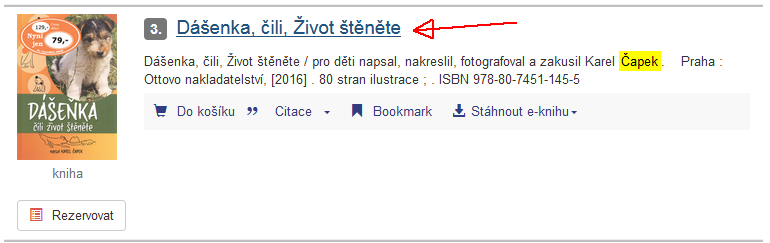 129,-
Nyní
jen
79,-
DÁŠEŇKA
čili život štěněte
NAPSAL KAREL ČAPEK
kniha
Rezervovat
3. Dášenka, čili, Život štěněte
Dášenka, čili, Život štěněte / pro děti napsal, nakreslil, fotografoval a zakusil Karel Čapek . Praha :
Ottovo nakladatelství, [2016] . 80 stran ilustrace ; . ISBN 978-80-7451-145-5
Do košíku Citace Bookmark Stáhnout e-knihu